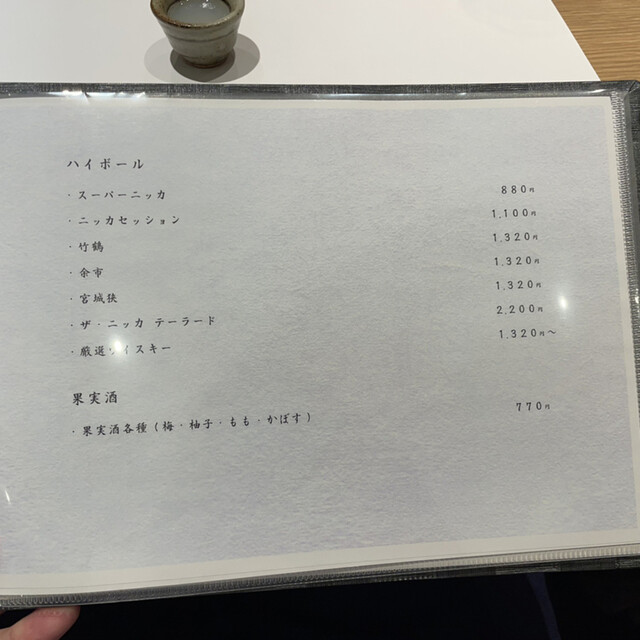 ハイボール
・スーパーニッカ 880円
・ニッカセッション 1,100円
・竹鶴 1,320円
・余市 1,320円
・宮城狭 1,320円
・ザ・ニッカ テーラード 2,200円
・厳選ウイスキー 1,320円～
果実酒
・果実酒各種(梅・柚子・もも・かぼす) 770円